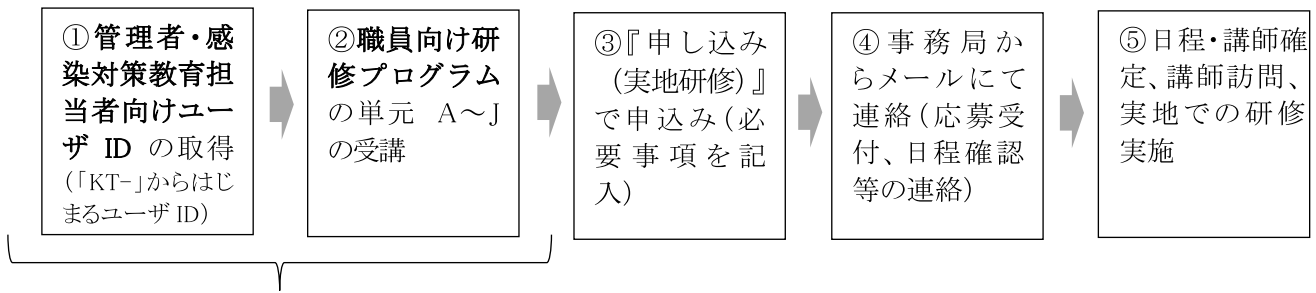 ①管理者・感
染対策教育担
当者向けユー
ザ ID の取得
（「KT-」からはじ
まるユーザ ID）
②職員向け研
修プログラム
の単元 A～J
の受講
③『申し込み
（実地研修）』
で申込み（必
要事項を記
入）
④事務局か
らメールにて
連絡（応募受
付、日程確認
等の連絡）
⑤日程・講師確
定、講師訪問、
実地での研修
実施